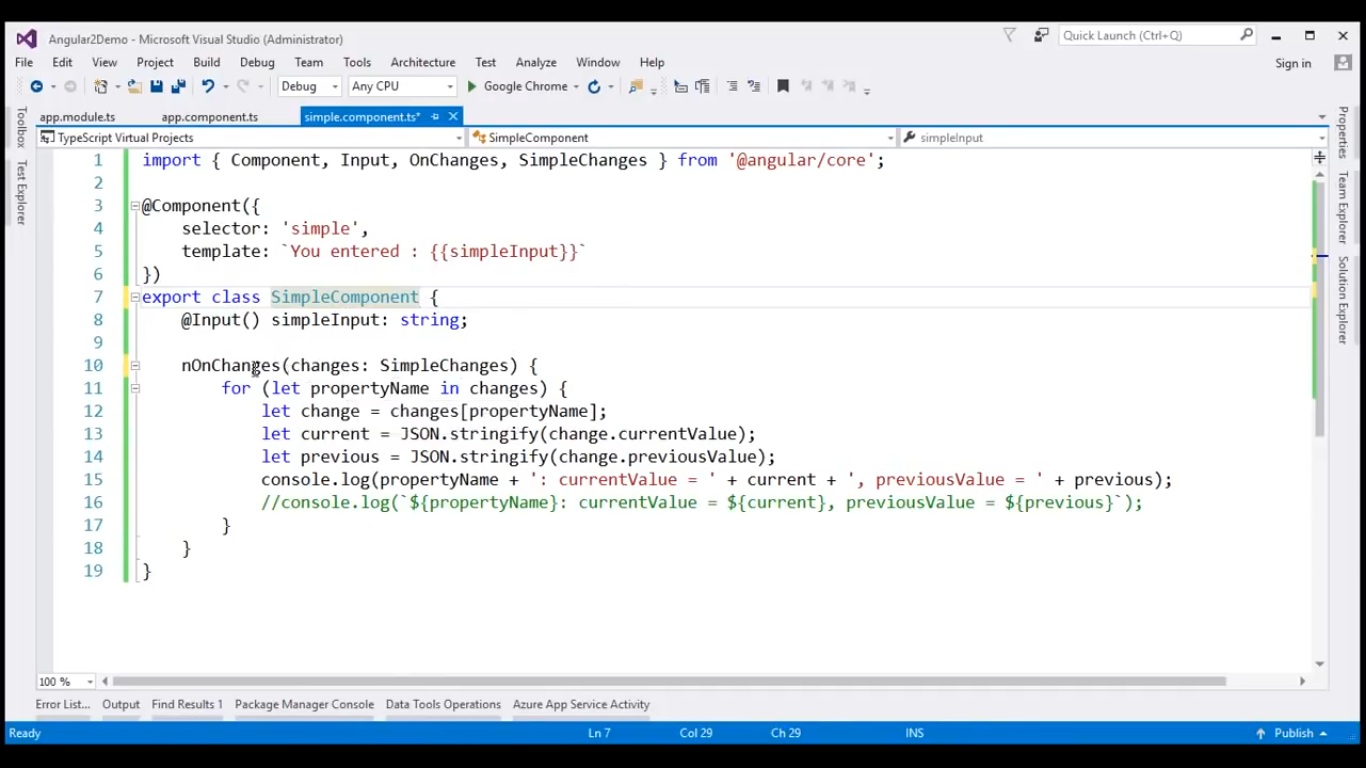 Angular2Demo - Microsoft Visual Studio (Administrator)
Quick Launch (Ctrl+Q)
File Edit View Project Build Debug Team Tools Architecture Test Analyze Window Help
Sign in
Debug Any CPU Google Chrome
app.module.ts app.component.ts simple.component.ts*
TypeScript Virtual Projects SimpleComponent simpleInput
Toolbox
Test Explorer
1 import { Component, Input, OnChanges, SimpleChanges } from '@angular/core';
2
3 @Component({
4 selector: 'simple',
5 template: `You entered : {{simpleInput}}`
6 })
7 export class SimpleComponent {
8 @Input() simpleInput: string;
9
10 nOnChanges(changes: SimpleChanges) {
11 for (let propertyName in changes) {
12 let change = changes[propertyName];
13 let current = JSON.stringify(change.currentValue);
14 let previous = JSON.stringify(change.previousValue);
15 console.log(propertyName + ': currentValue = ' + current + ', previousValue = ' + previous);
16 //console.log(`${propertyName}: currentValue = ${current}, previousValue = ${previous}`);
17 }
18 }
19 }
Properties
Team Explorer
Solution Explorer
100 %
Error List... Output Find Results 1 Package Manager Console Data Tools Operations Azure App Service Activity
Ready Ln 7 Col 29 Ch 29 INS Publish